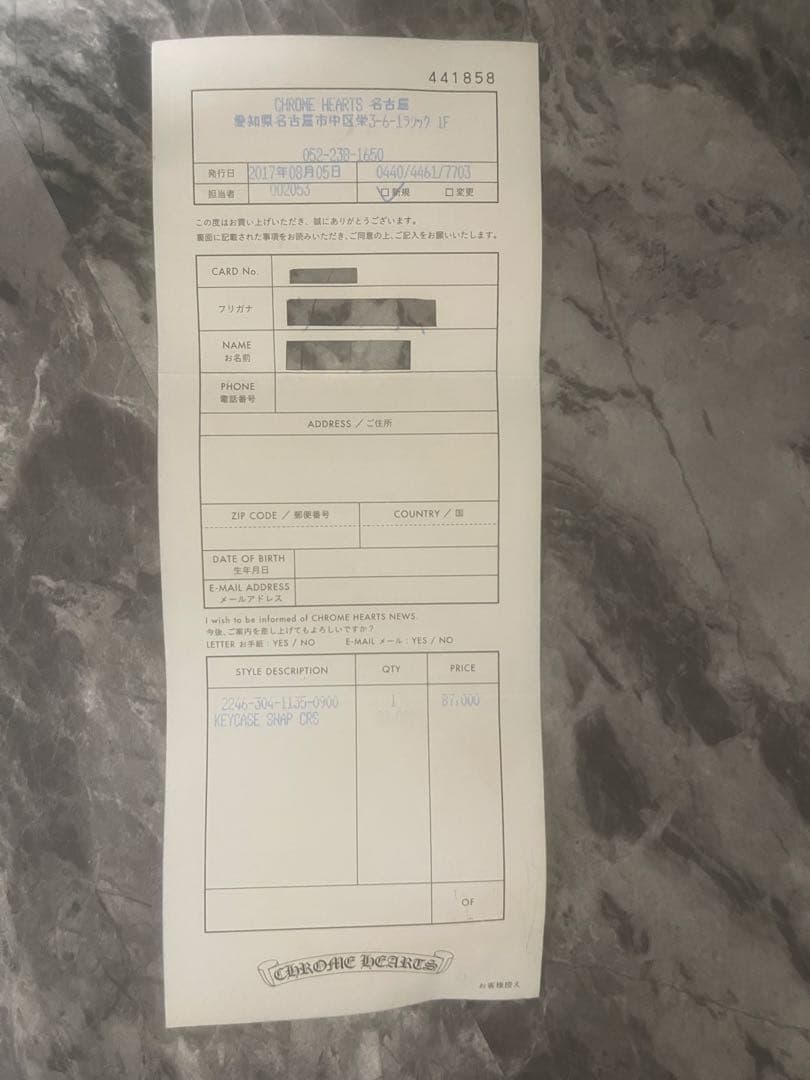 441858
CHROME HEARTS 名古屋
愛知県名古屋市中区栄3-6-1ラシック 1F
052-238-1650
発行日 2017年08月05日 0440/4461/7703
担当者 002053 ☑新規 □変更
この度はお買い上げいただき、誠にありがとうございます。
裏面に記載された事項をお読みいただき、ご同意の上、ご記入をお願いいたします。
CARD No.
フリガナ
NAME
お名前
PHONE
電話番号
ADDRESS / ご住所
ZIP CODE / 郵便番号 COUNTRY / 国
DATE OF BIRTH
生年月日
E-MAIL ADDRESS
メールアドレス
I wish to be informed of CHROME HEARTS NEWS.
今後、ご案内を差し上げてもよろしいですか?
LETTER お手紙 : YES / NO E-MAIL メール : YES / NO
STYLE DESCRIPTION QTY PRICE
2246-304-1135-0900 1 87,000
KEYCASE SNAP CRS
1 OF
CHROME HEARTS
お客様控え